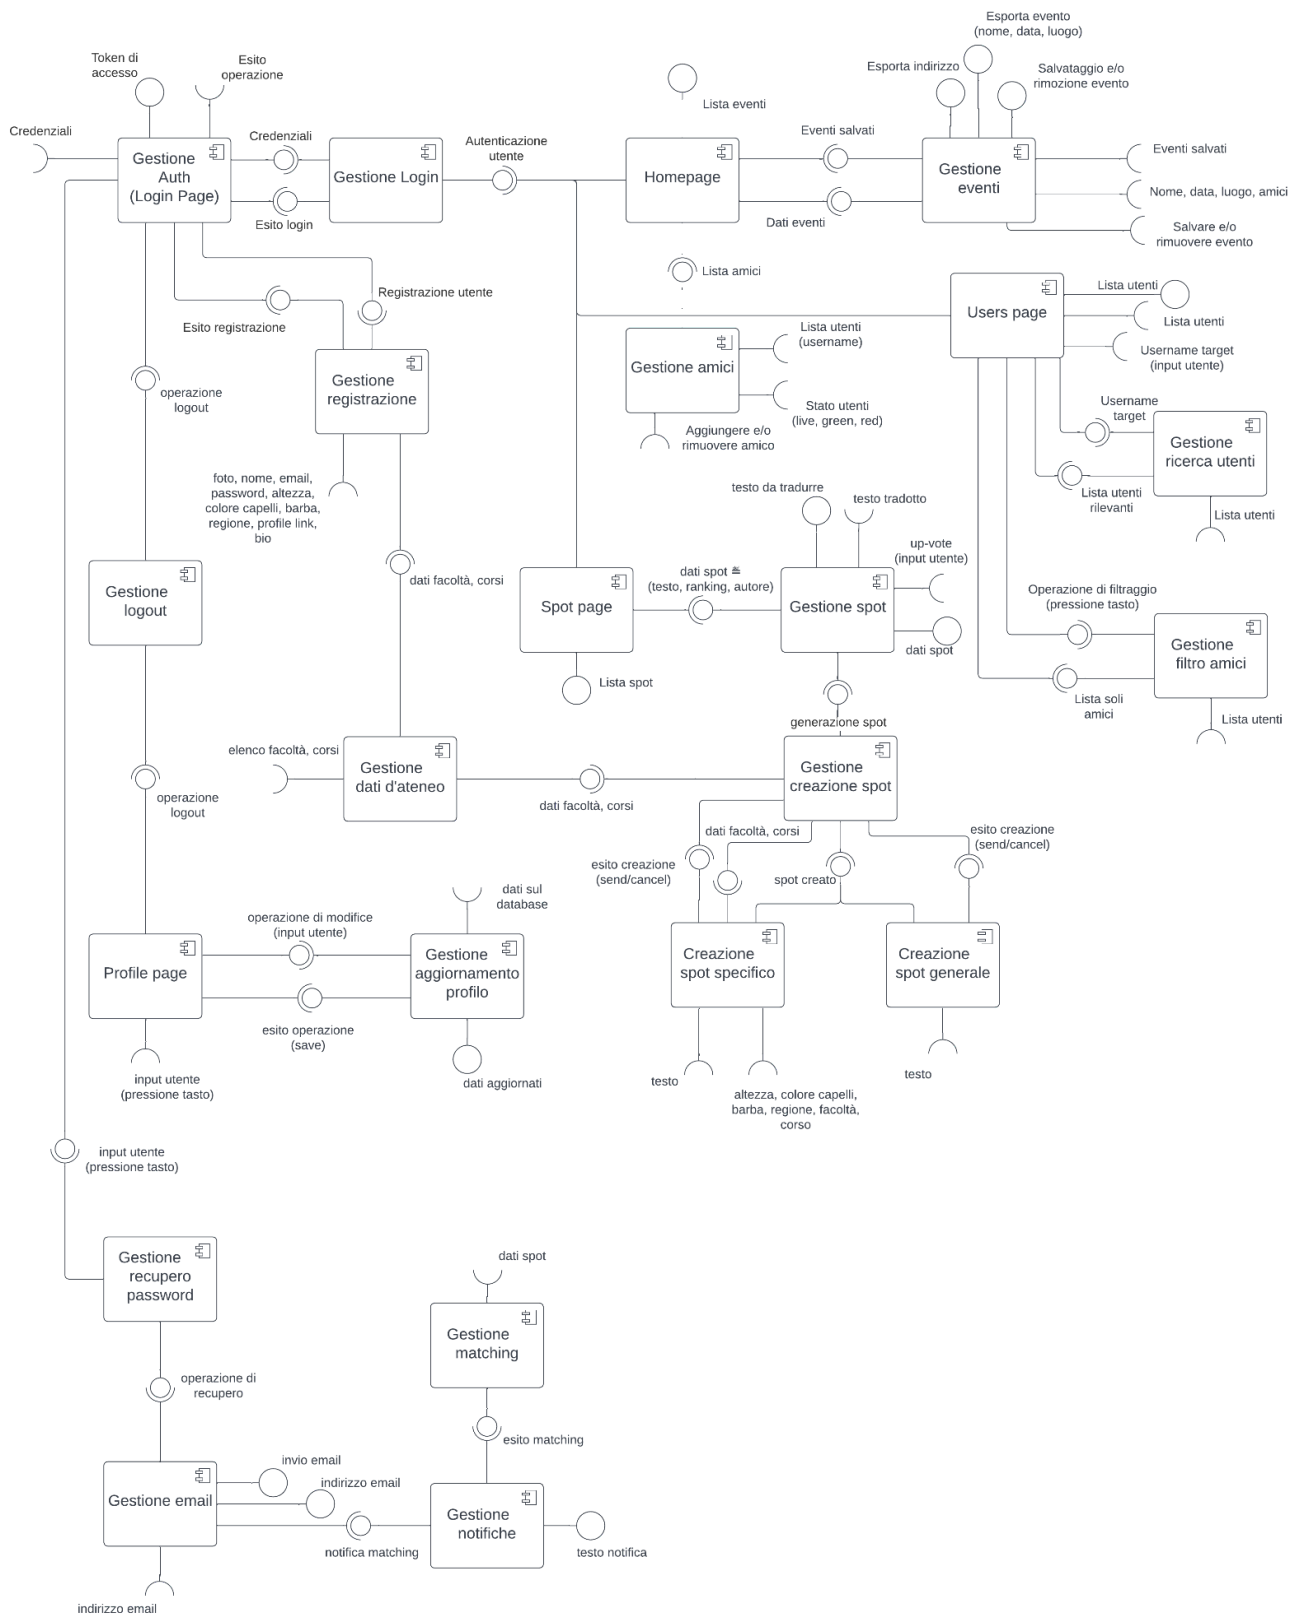 Esporta evento
(nome, data, luogo)
Token di
accesso
Esito
operazione
Esporta indirizzo
Salvataggio e/o
rimozione evento
Lista eventi
Credenziali
Credenziali
Autenticazione
utente
Eventi salvati
Eventi salvati
Gestione
Auth
(Login Page)
Gestione Login
Homepage
Gestione
eventi
Nome, data, luogo, amici
Esito login
Dati eventi
Salvare e/o
rimuovere evento
Lista amici
Registrazione utente
Esito registrazione
Users page
Lista utenti
Lista utenti
Username target
(input utente)
Lista utenti
(username)
Gestione amici
Stato utenti
(live, green, red)
Aggiungere e/o
rimuovere amico
operazione
logout
Gestione
registrazione
Username
target
Gestione
ricerca utenti
Lista utenti
rilevanti
Lista utenti
foto, nome, email,
password, altezza,
colore capelli, barba,
regione, profile link,
bio
testo da tradurre
testo tradotto
up-vote
(input utente)
dati facoltà, corsi
dati spot
(testo, ranking, autore)
Gestione
logout
Spot page
Gestione spot
dati spot
Lista spot
Operazione di filtraggio
(pressione tasto)
Gestione
filtro amici
Lista soli
amici
Lista utenti
generazione spot
elenco facoltà, corsi
Gestione
dati d'ateneo
Gestione
creazione spot
operazione
logout
dati facoltà, corsi
dati facoltà, corsi
esito creazione
(send/cancel)
esito creazione
(send/cancel)
spot creato
dati sul
database
operazione di modifice
(input utente)
Profile page
Gestione
aggiornamento
profilo
Creazione
spot specifico
Creazione
spot generale
esito operazione
(save)
input utente
(pressione tasto)
dati aggiornati
testo
altezza, colore capelli,
barba, regione, facoltà,
corso
testo
input utente
(pressione tasto)
Gestione
recupero
password
dati spot
Gestione
matching
operazione di
recupero
esito matching
invio email
indirizzo email
Gestione email
Gestione
notifiche
notifica matching
testo notifica
indirizzo email